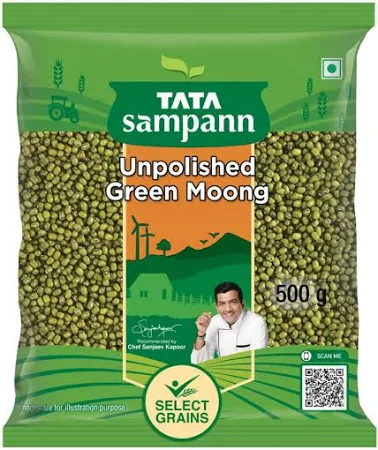 TATA
sampann
Unpolished
Green Moong
500 g
Recommended by
Chef Sanjeev Kapoor
SCAN ME
SELECT
GRAINS
for illustration purpose